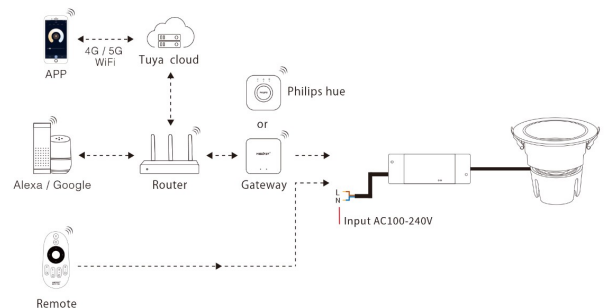 4G / 5G
WiFi
APP
Tuya cloud
Philips hue
or
Alexa / Google
Router
Gateway
L
N
Input AC100-240V
Remote